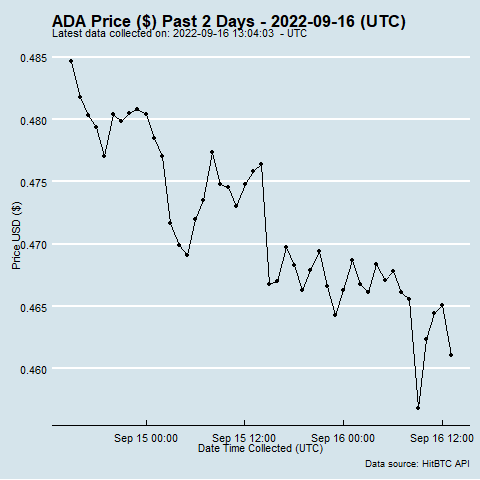 ADA Price ($) Past 2 Days - 2022-09-16 (UTC)
Latest data collected on: 2022-09-16 13:04:03  - UTC
0.485
0.480
0.475
0.470
0.465
0.460
Price USD ($)
Sep 15 00:00
Sep 15 12:00
Sep 16 00:00
Sep 16 12:00
Date Time Collected (UTC)
Data source: HitBTC API